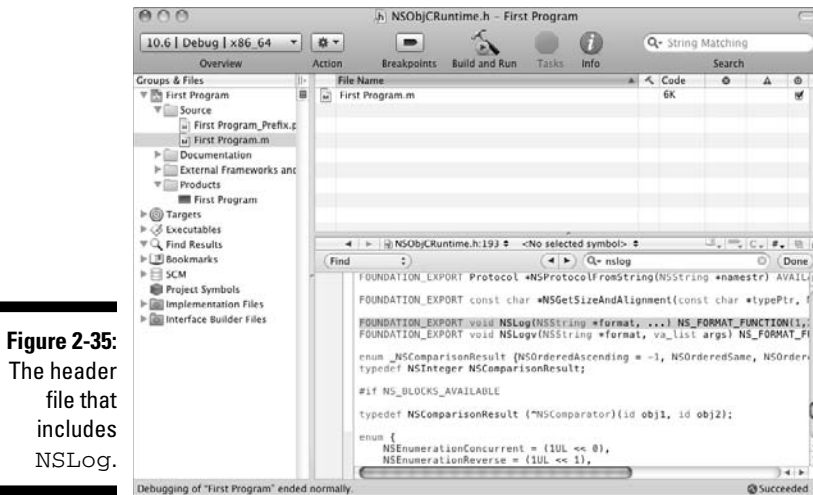 NSObjCRuntime.h – First Program
10.6 | Debug | x86_64
String Matching
Overview
Action
Breakpoints
Build and Run
Tasks
Info
Search
Groups & Files
First Program
Source
First Program_Prefix.p
First Program.m
Documentation
External Frameworks and
Products
First Program
Targets
Executables
Find Results
Bookmarks
SCM
Project Symbols
Implementation Files
Interface Builder Files
File Name
Code
First Program.m
6K
NSObjCRuntime.h:193
<No selected symbol>
C
#
Find
nslog
Done
FOUNDATION_EXPORT Protocol *NSProtocolFromString(NSString *namestr) AVAIL
FOUNDATION_EXPORT const char *NSGetSizeAndAlignment(const char *typePtr,
FOUNDATION_EXPORT void NSLog(NSString *format, ...) NS_FORMAT_FUNCTION(1,
FOUNDATION_EXPORT void NSLogv(NSString *format, va_list args) NS_FORMAT_F
enum _NSComparisonResult {NSOrderedAscending = -1, NSOrderedSame, NSOrder
typedef NSInteger NSComparisonResult;
#if NS_BLOCKS_AVAILABLE
typedef NSComparisonResult (^NSComparator)(id obj1, id obj2);
enum {
NSEnumerationConcurrent = (1UL << 0),
NSEnumerationReverse = (1UL << 1),
Debugging of "First Program" ended normally.
Succeeded
Figure 2-35:
The header
file that
includes
NSLog.